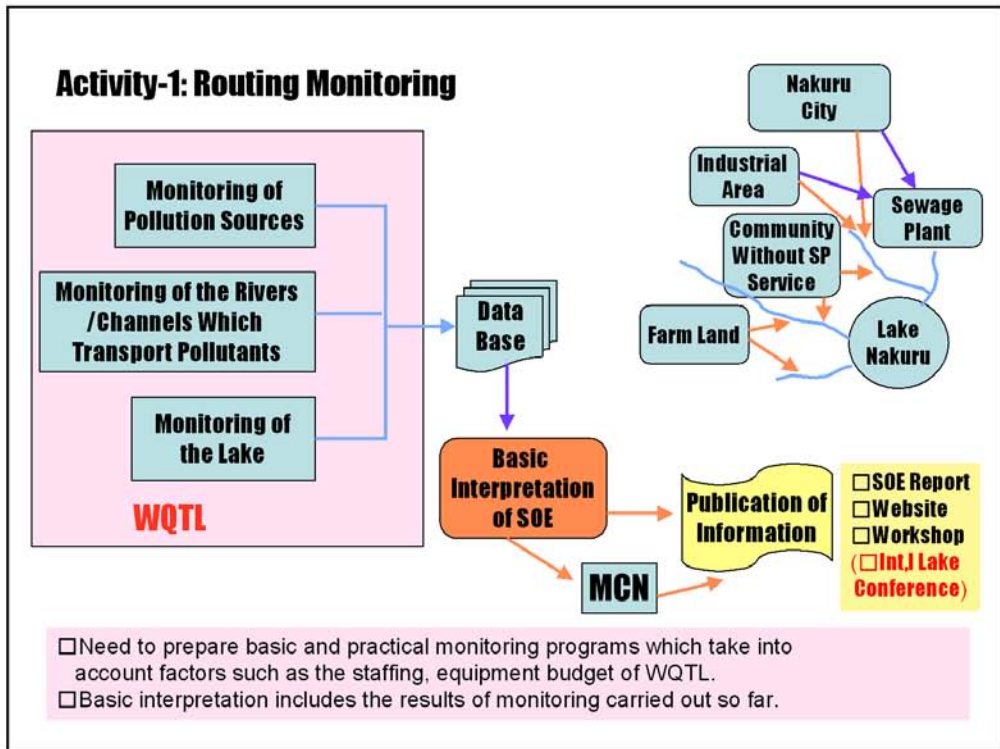 Activity-1: Routing Monitoring
Monitoring of
Pollution Sources
Monitoring of the Rivers
/Channels Which
Transport Pollutants
Monitoring of
the Lake
WQTL
Data
Base
Basic
Interpretation
of SOE
MCN
Publication of
Information
Nakuru
City
Industrial
Area
Sewage
Plant
Community
Without SP
Service
Farm Land
Lake
Nakuru
□SOE Report
□Website
□Workshop
(□Int,l Lake
Conference)
□Need to prepare basic and practical monitoring programs which take into
account factors such as the staffing, equipment budget of WQTL.
□Basic interpretation includes the results of monitoring carried out so far.